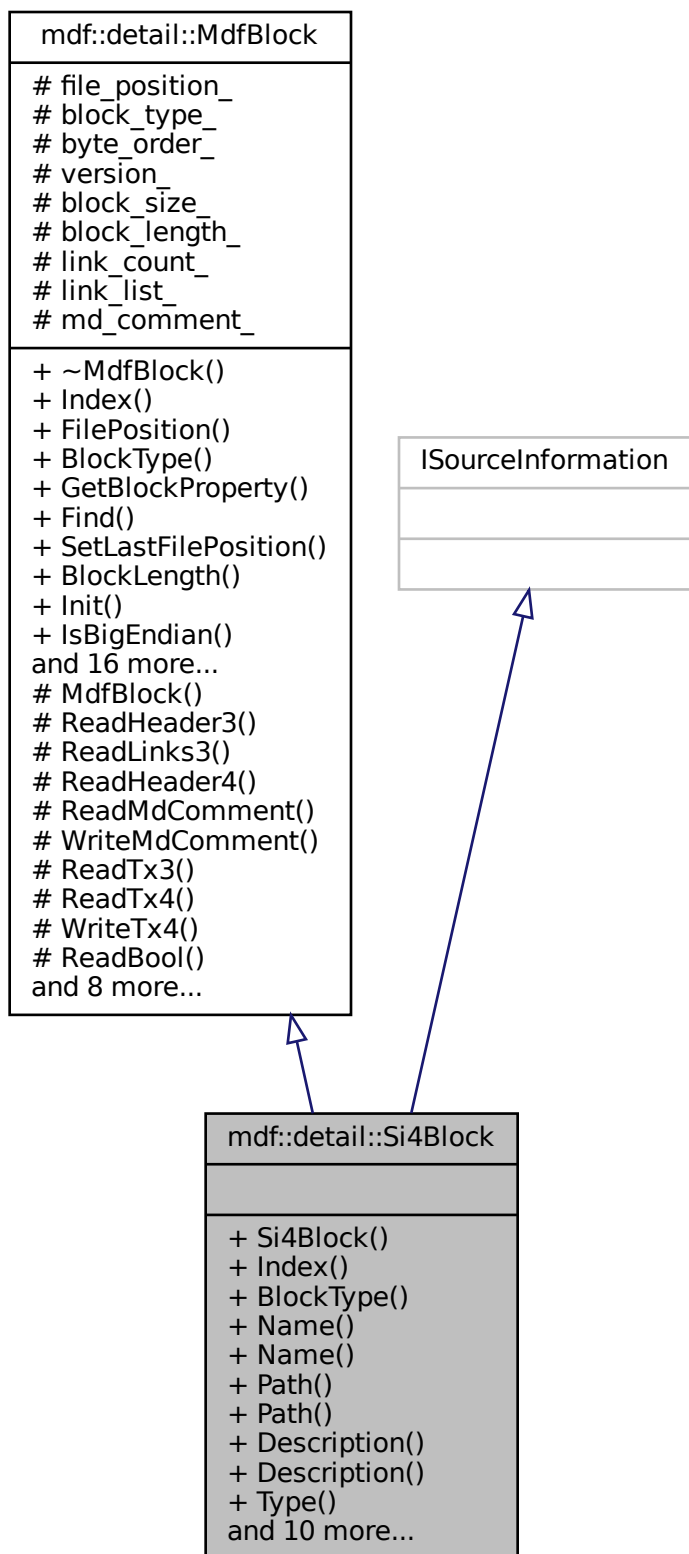 mdf::detail::MdfBlock
# file_position_
# block_type_
# byte_order_
# version_
# block_size_
# block_length_
# link_count_
# link_list_
# md_comment_
+ ~MdfBlock()
+ Index()
+ FilePosition()
+ BlockType()
+ GetBlockProperty()
+ Find()
+ SetLastFilePosition()
+ BlockLength()
+ Init()
+ IsBigEndian()
and 16 more...
# MdfBlock()
# ReadHeader3()
# ReadLinks3()
# ReadHeader4()
# ReadMdComment()
# WriteMdComment()
# ReadTx3()
# ReadTx4()
# WriteTx4()
# ReadBool()
and 8 more...
ISourceInformation
mdf::detail::Si4Block
+ Si4Block()
+ Index()
+ BlockType()
+ Name()
+ Name()
+ Path()
+ Path()
+ Description()
+ Description()
+ Type()
and 10 more...